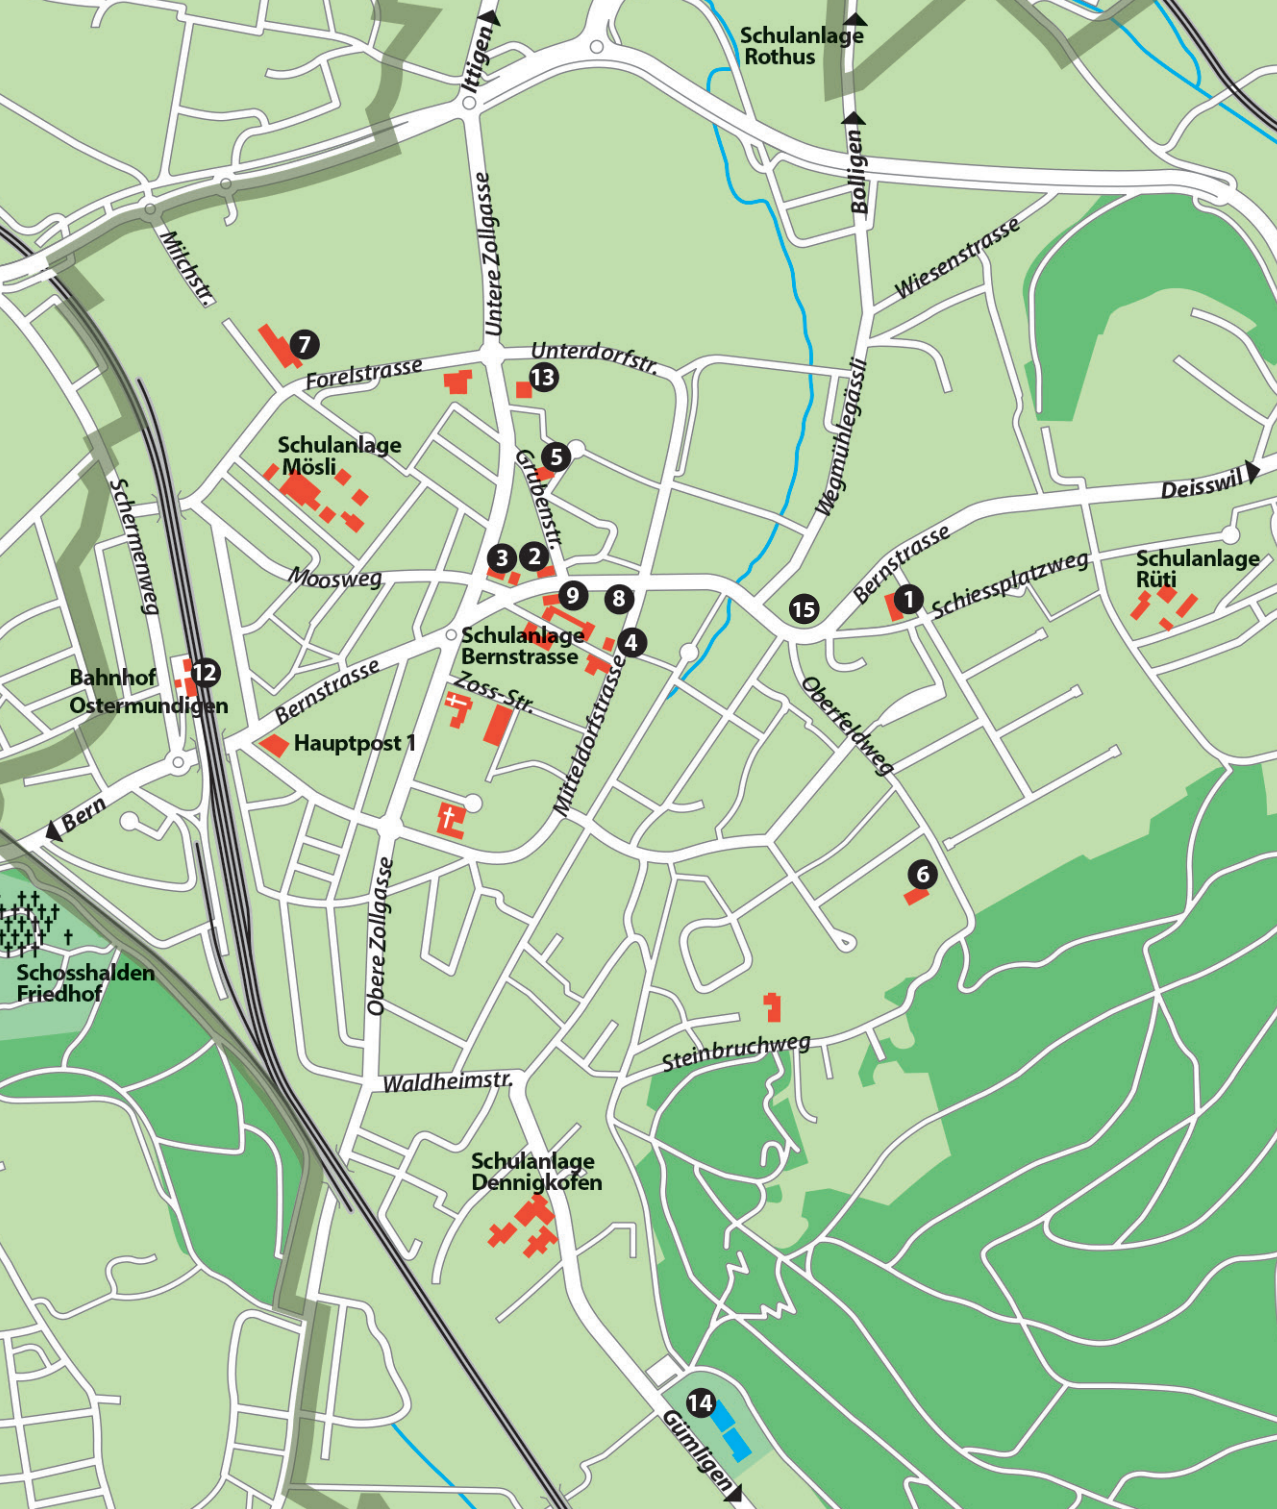 Ittigen
Schulanlage
Rothus
Bolligen
Untere Zollgasse
Milchstr.
Wiesenstrasse
7
Forelstrasse
Unterdorfstr.
13
Wegmühlegässli
Schulanlage
Mösli
5
Grubenstr.
Deisswil
Schermenweg
Moosweg
3
2
9
8
15
Bernstrasse
1
Schiessplatzweg
Schulanlage
Rüti
Schulanlage
Bernstrasse
4
12
Bahnhof
Ostermundigen
Bernstrasse
Zoss-Str.
Mitteldorfstrasse
Oberfeldweg
Hauptpost 1
Bern
6
Obere Zollgasse
Schosshalden
Friedhof
Steinbruchweg
Waldheimstr.
Schulanlage
Dennigkofen
14
Gümligen